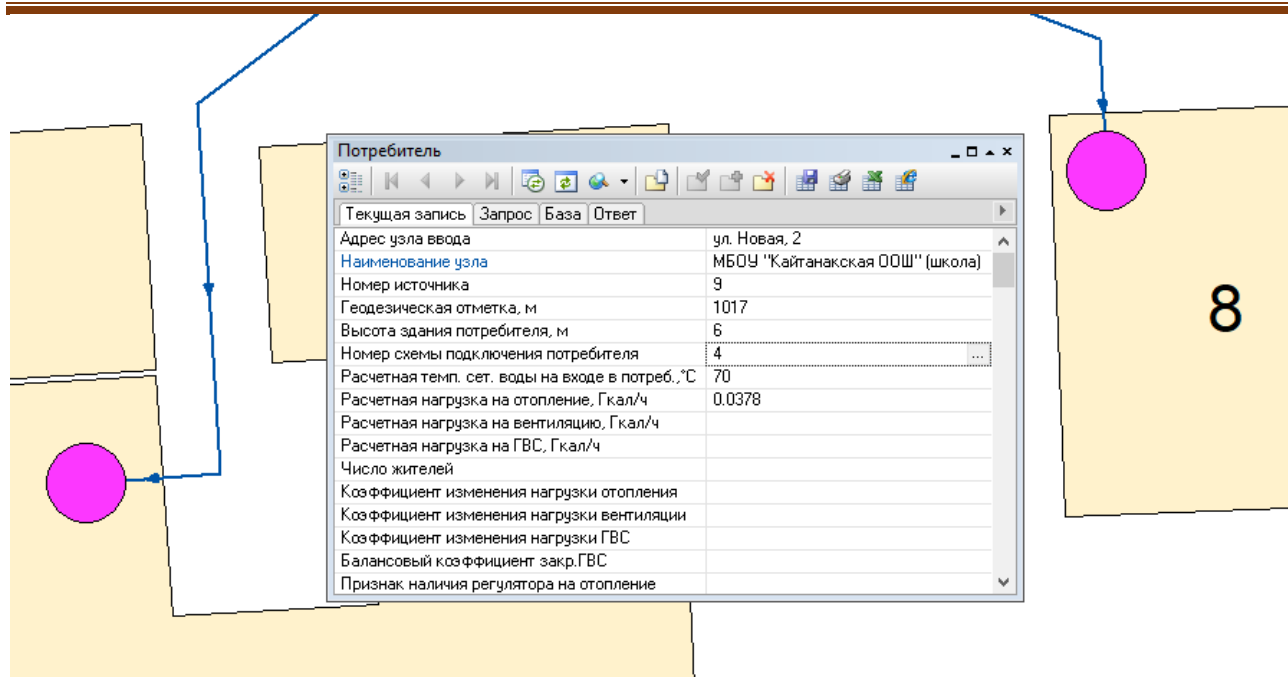 Потребитель
Текущая запись Запрос База Ответ
Адрес узла ввода ул. Новая, 2
Наименование узла МБОУ "Кайтанакская ООШ" (школа)
Номер источника 9
Геодезическая отметка, м 1017
Высота здания потребителя, м 6
Номер схемы подключения потребителя 4 ...
Расчетная темп. сет. воды на входе в потреб.,°C 70
Расчетная нагрузка на отопление, Гкал/ч 0.0378
Расчетная нагрузка на вентиляцию, Гкал/ч
Расчетная нагрузка на ГВС, Гкал/ч
Число жителей
Коэффициент изменения нагрузки отопления
Коэффициент изменения нагрузки вентиляции
Коэффициент изменения нагрузки ГВС
Балансовый коэффициент закр.ГВС
Признак наличия регулятора на отопление
8